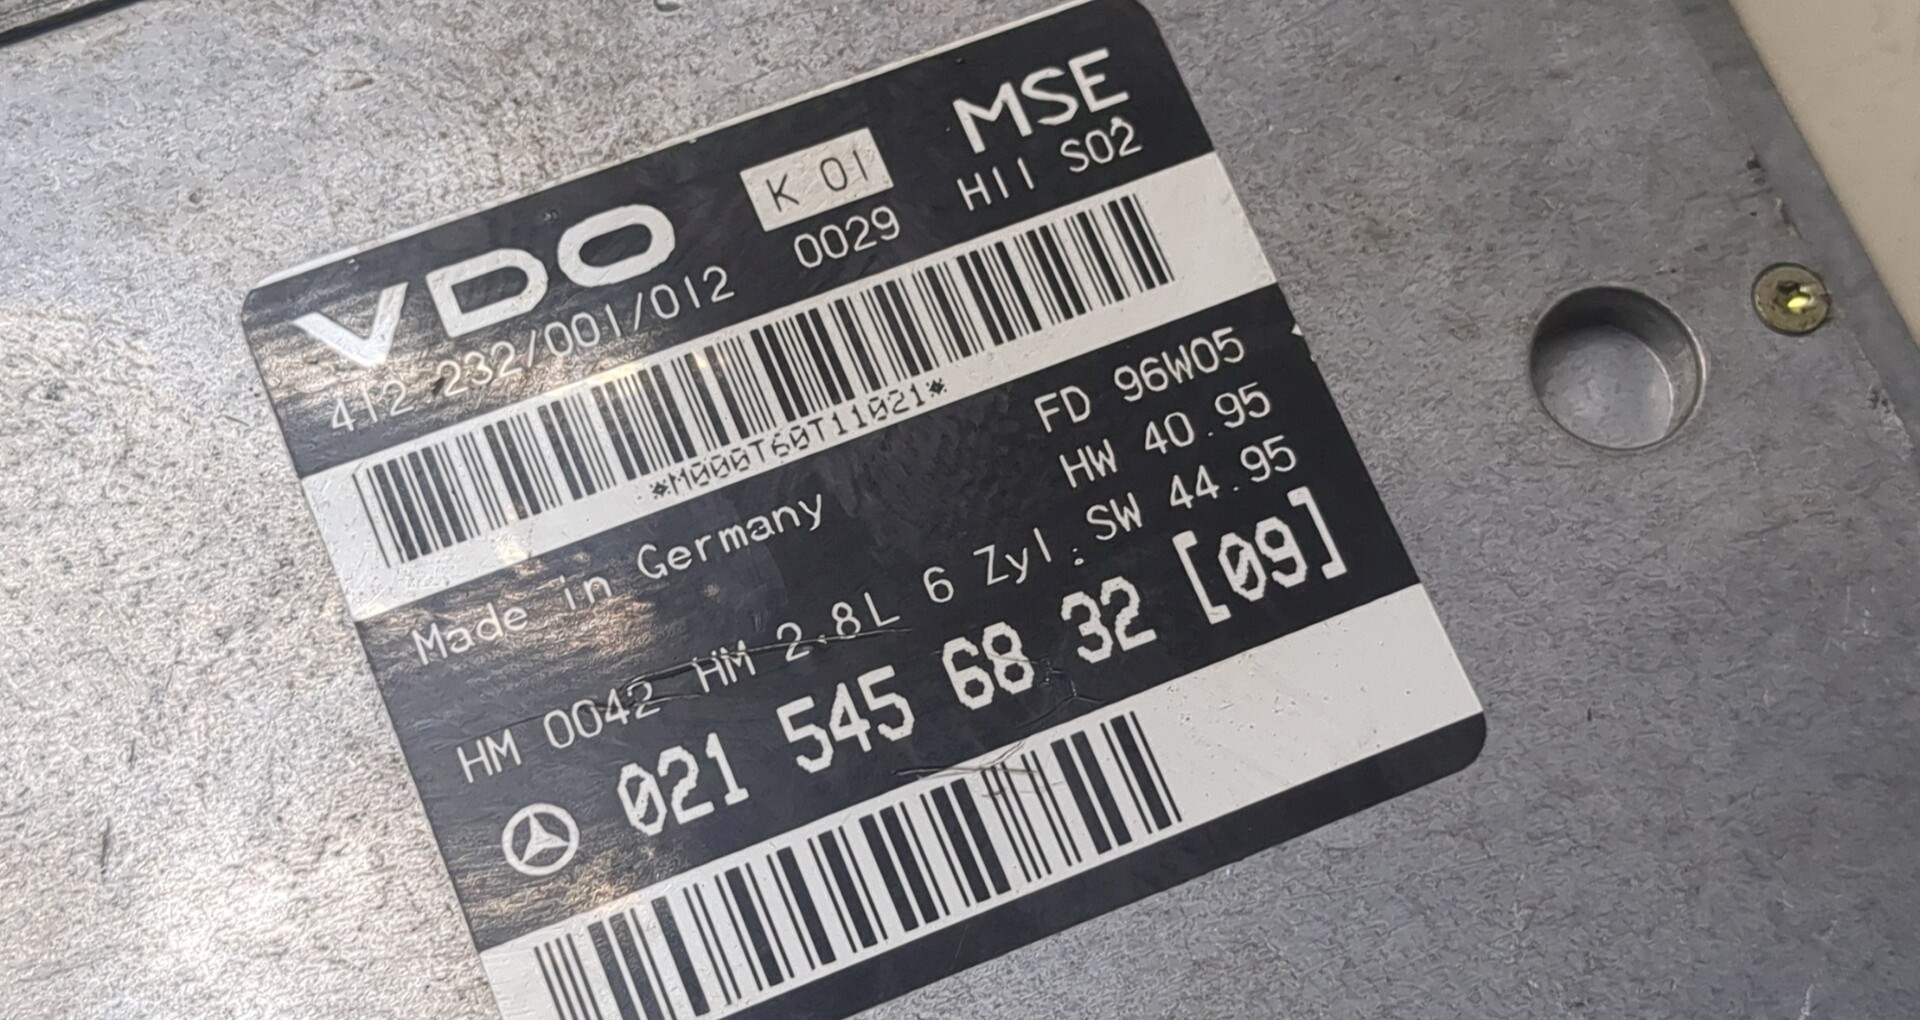 VDO K 01 MSE
412 232/001/012 0029 H11 S02
*M000T60T11021*
Made in Germany FD 96W05
HW 40.95
HM 0042 HM 2.8L 6 Zyl. SW 44.95
021 545 68 32 [09]